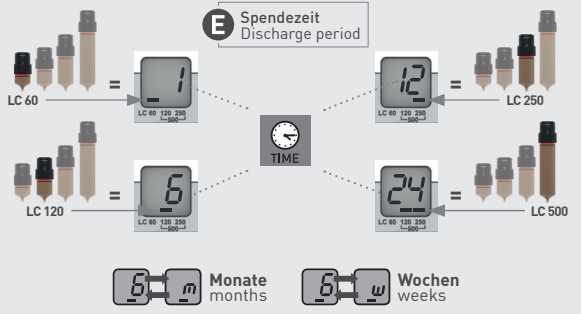 E Spendezeit
Discharge period
1
LC 60 120 250
500
LC 60
12
LC 60 120 250
500
LC 250
TIME
6
LC 60 120 250
500
LC 120
24
LC 60 120 250
500
LC 500
6 m Monate
months
6 w Wochen
weeks